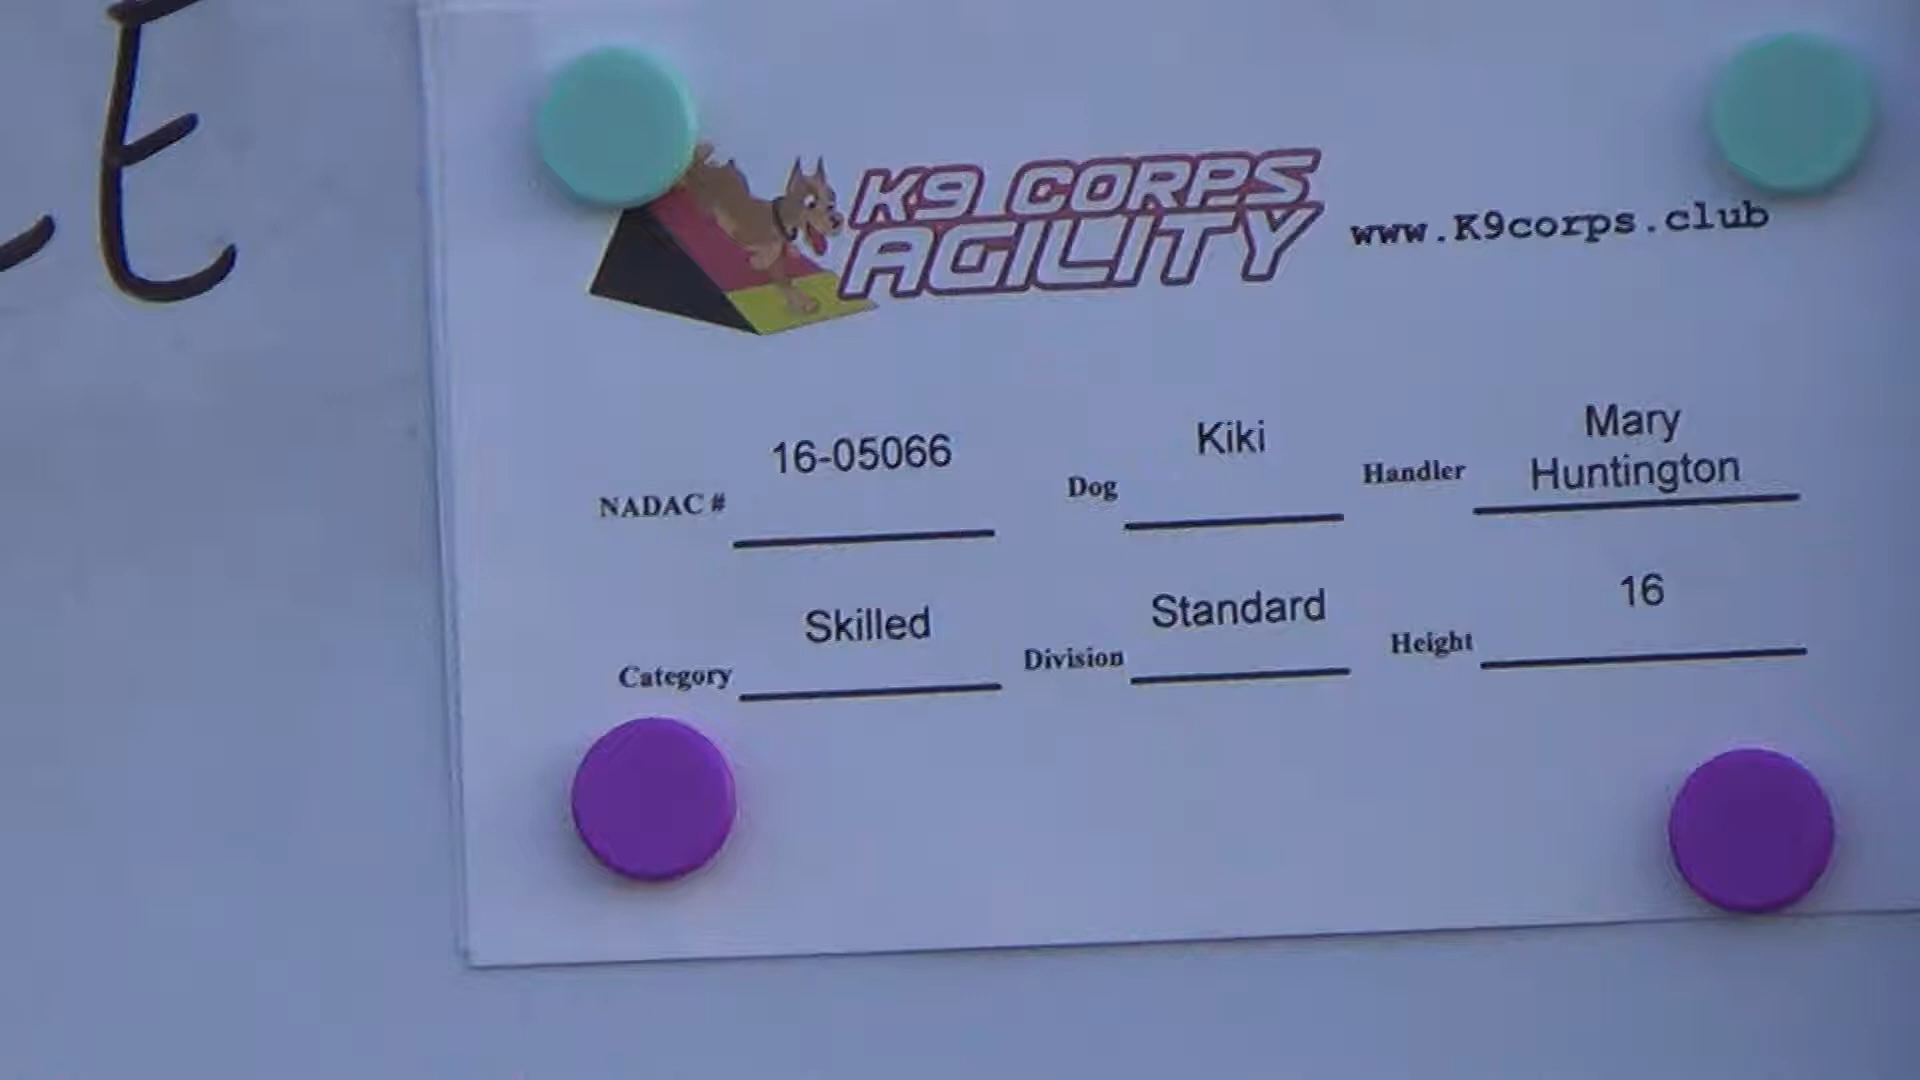 E
K9 CORPS
AGILITY
www.K9corps.club
NADAC # 16-05066 Dog Kiki Handler Mary Huntington
Category Skilled Division Standard Height 16